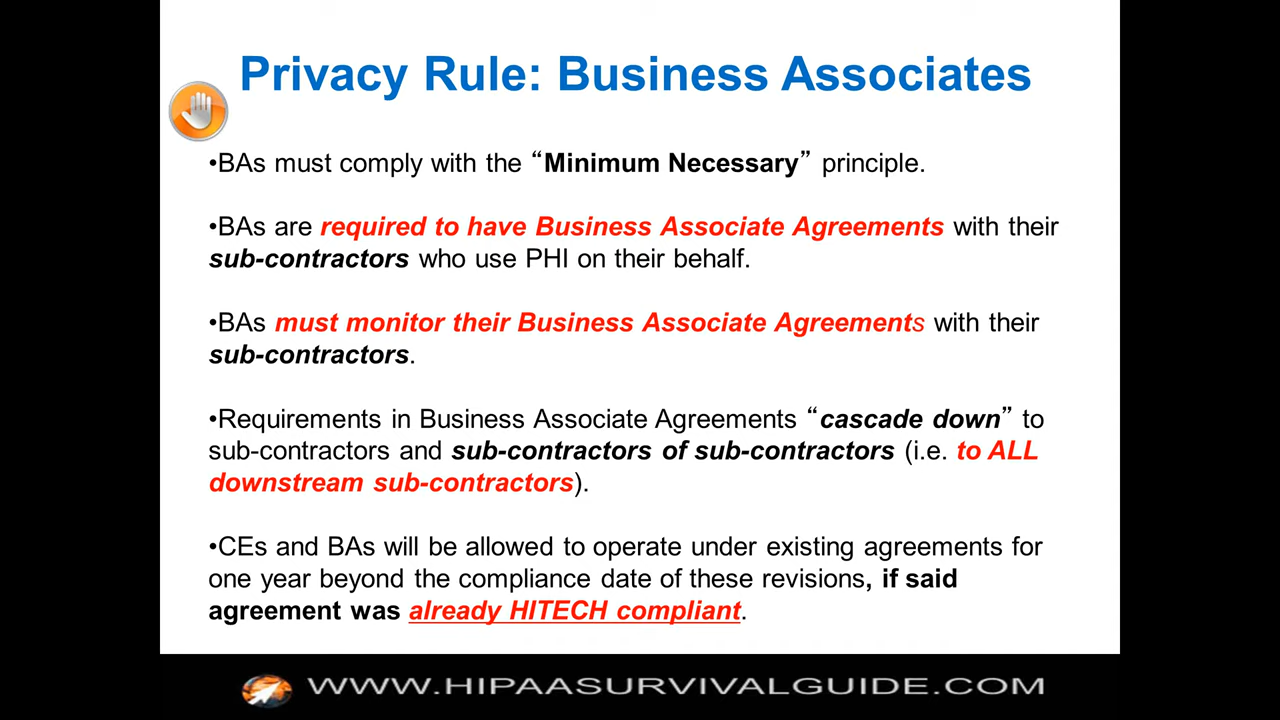 Privacy Rule: Business Associates
•BAs must comply with the “Minimum Necessary” principle.
•BAs are required to have Business Associate Agreements with their
sub-contractors who use PHI on their behalf.
•BAs must monitor their Business Associate Agreements with their
sub-contractors.
•Requirements in Business Associate Agreements “cascade down” to
sub-contractors and sub-contractors of sub-contractors (i.e. to ALL
downstream sub-contractors).
•CEs and BAs will be allowed to operate under existing agreements for
one year beyond the compliance date of these revisions, if said
agreement was already HITECH compliant.
WWW.HIPAASURVIVALGUIDE.COM